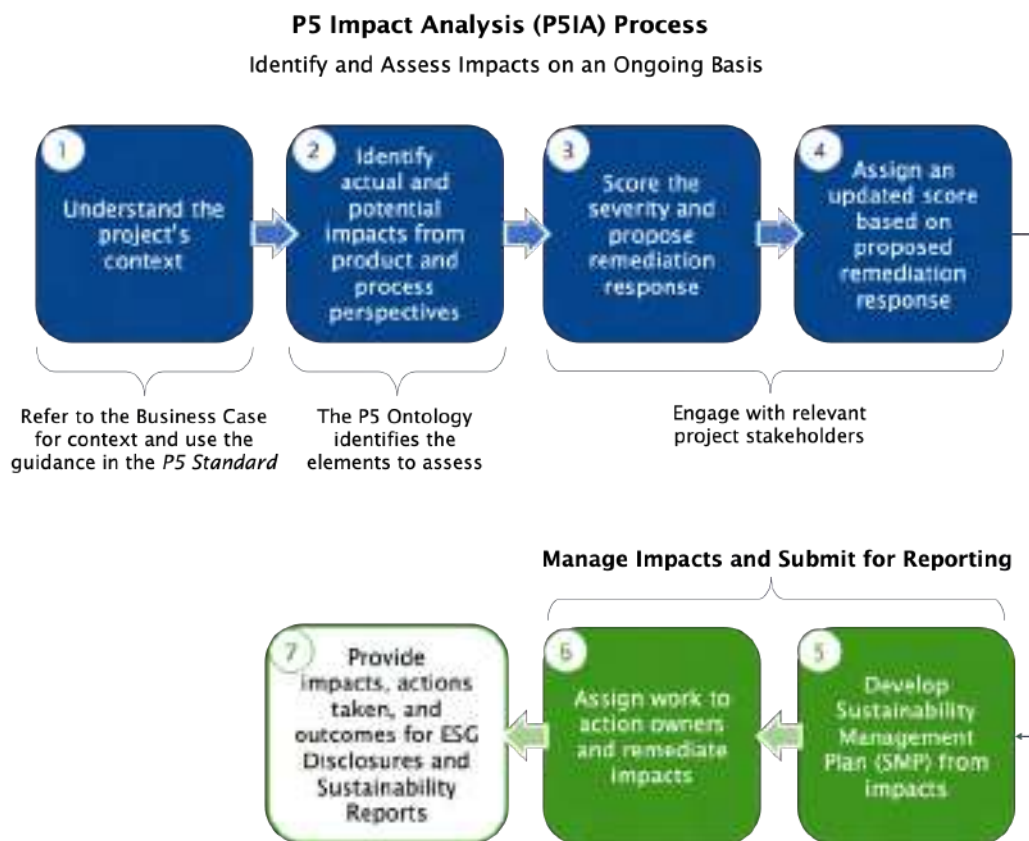 P5 Impact Analysis (P5IA) Process
Identify and Assess Impacts on an Ongoing Basis
1
Understand the
project's
context
2
Identify
actual and
potential
impacts from
product and
process
perspectives
3
Score the
severity and
propose
remediation
response
4
Assign an
updated score
based on
proposed
remediation
response
Refer to the Business Case
for context and use the
guidance in the P5 Standard
The P5 Ontology
identifies the
elements to assess
Engage with relevant
project stakeholders
Manage Impacts and Submit for Reporting
5
Develop
Sustainability
Management
Plan (SMP) from
impacts
6
Assign work to
action owners
and remediate
impacts
7
Provide
impacts, actions
taken, and
outcomes for ESG
Disclosures and
Sustainability
Reports